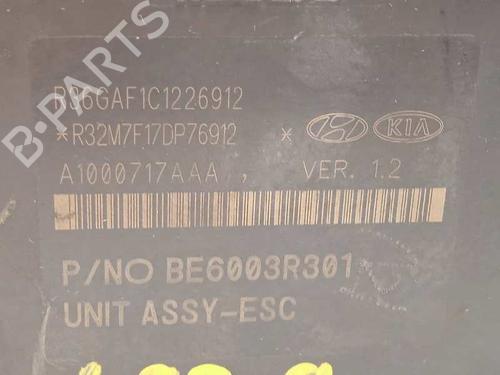 R36GAF1C1226912
*R32M7F17DP76912 * KIA
A1000717AAA , VER. 1.2
P/NO BE6003R301
UNIT ASSY-ESC
B-PARTS